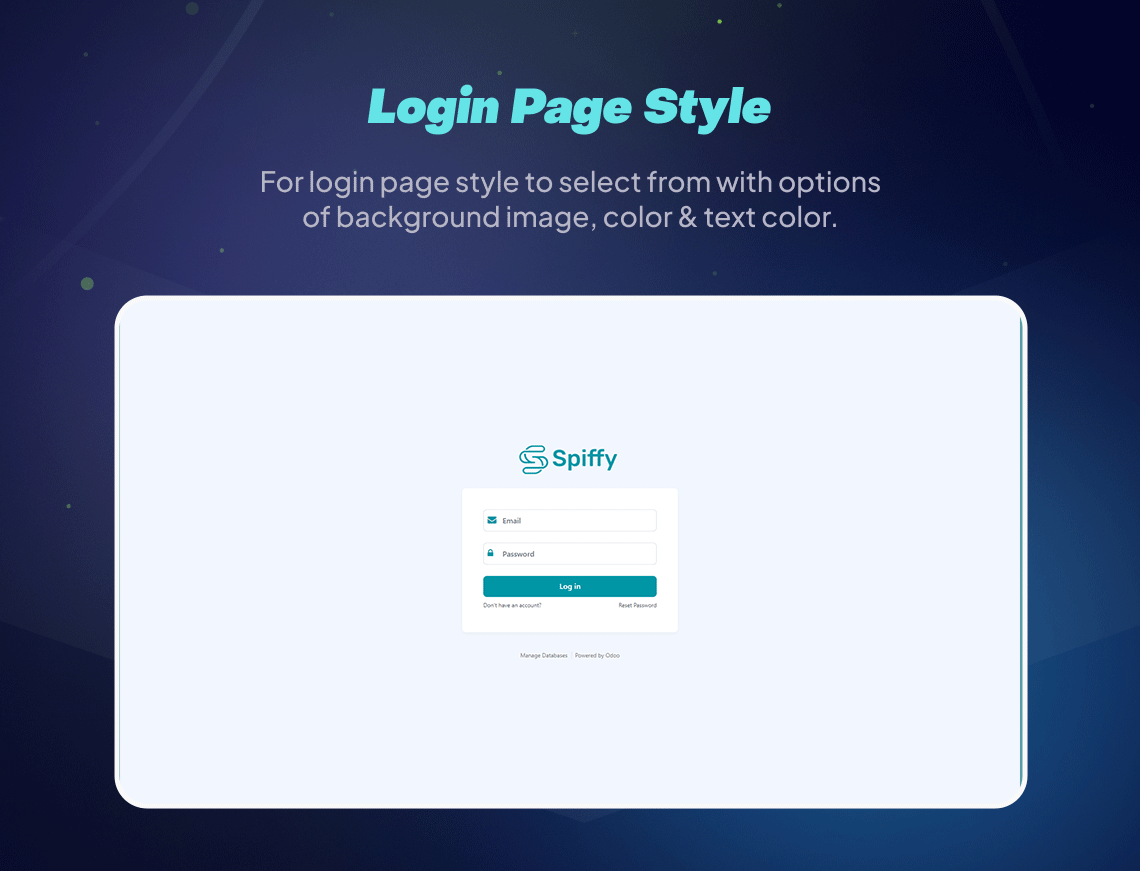 Login Page Style
For login page style to select from with options
of background image, color & text color.
Spiffy
Email
Password
Log in
Don't have an account? Reset Password
Manage Databases | Powered by Odoo